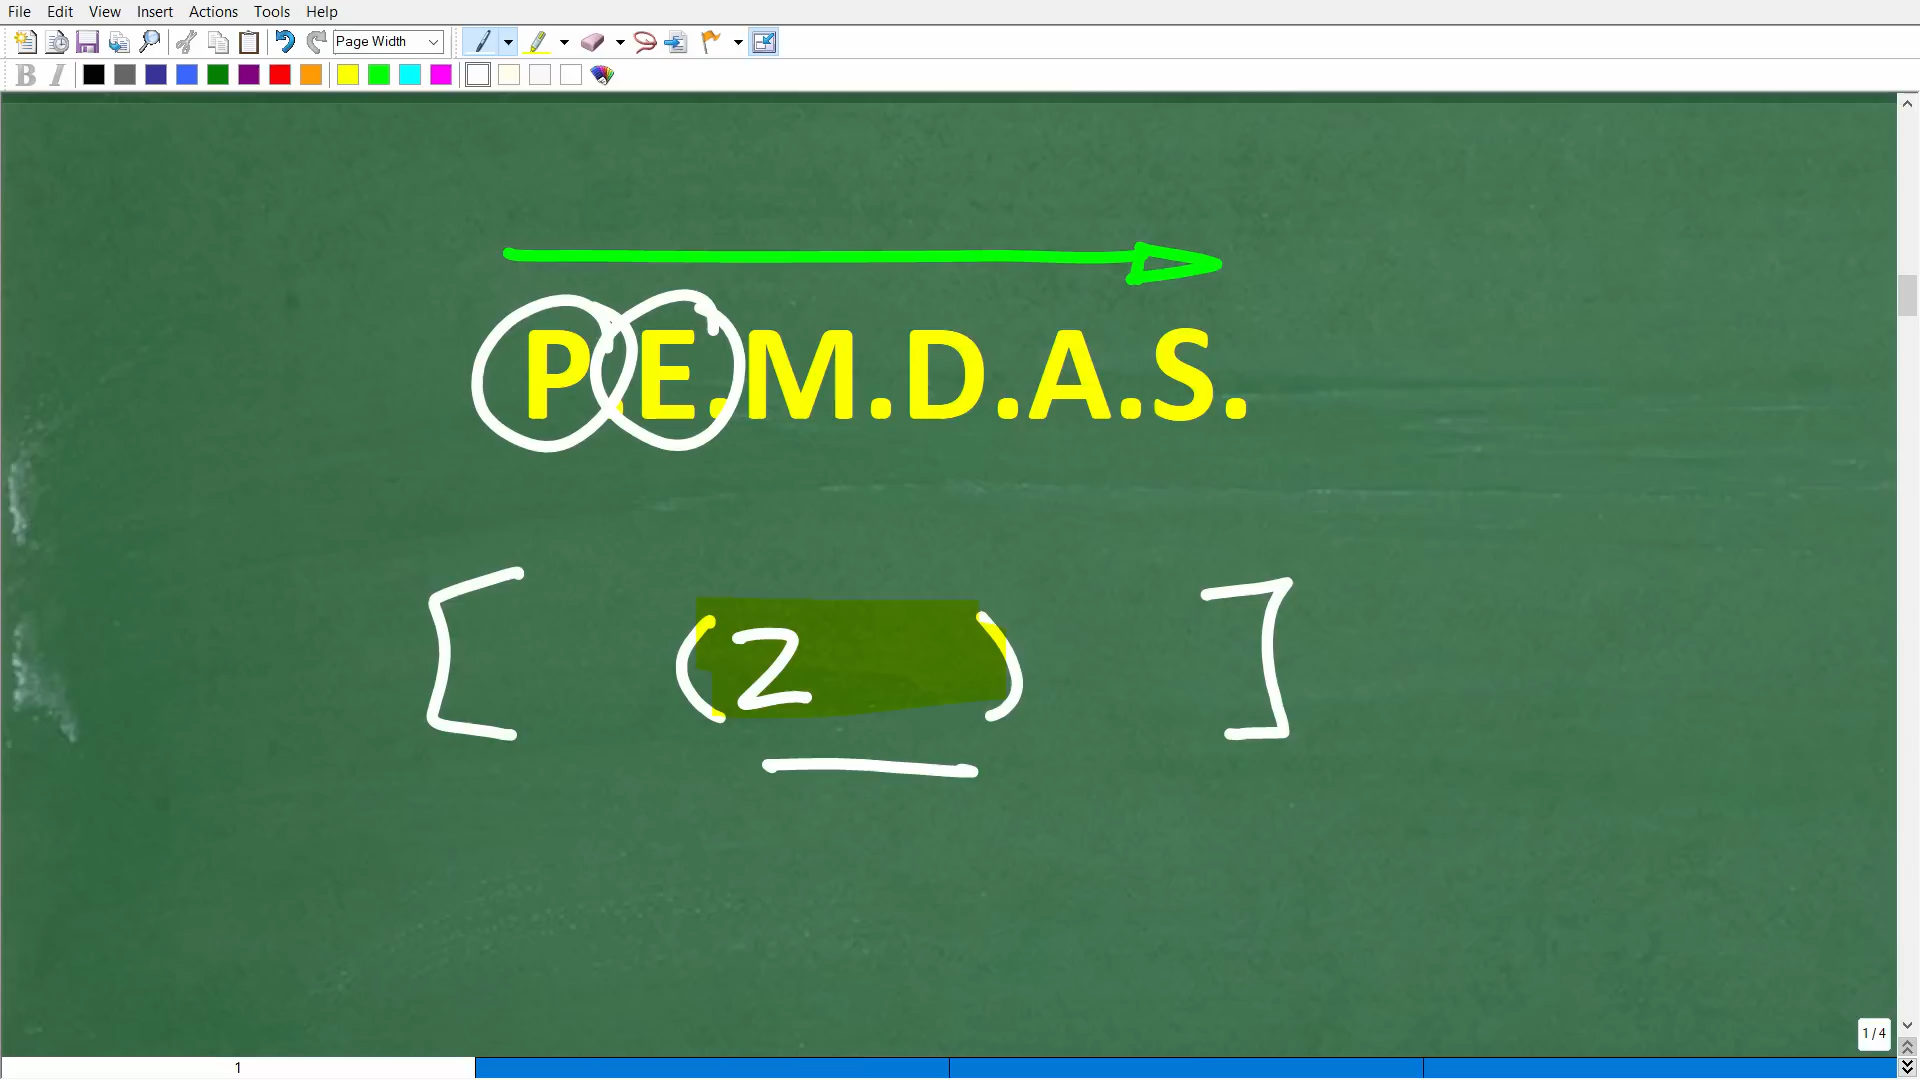 File Edit View Insert Actions Tools Help
Page Width
B I
P.E.M.D.A.S.
[ (2 ) ]
1 / 4
1